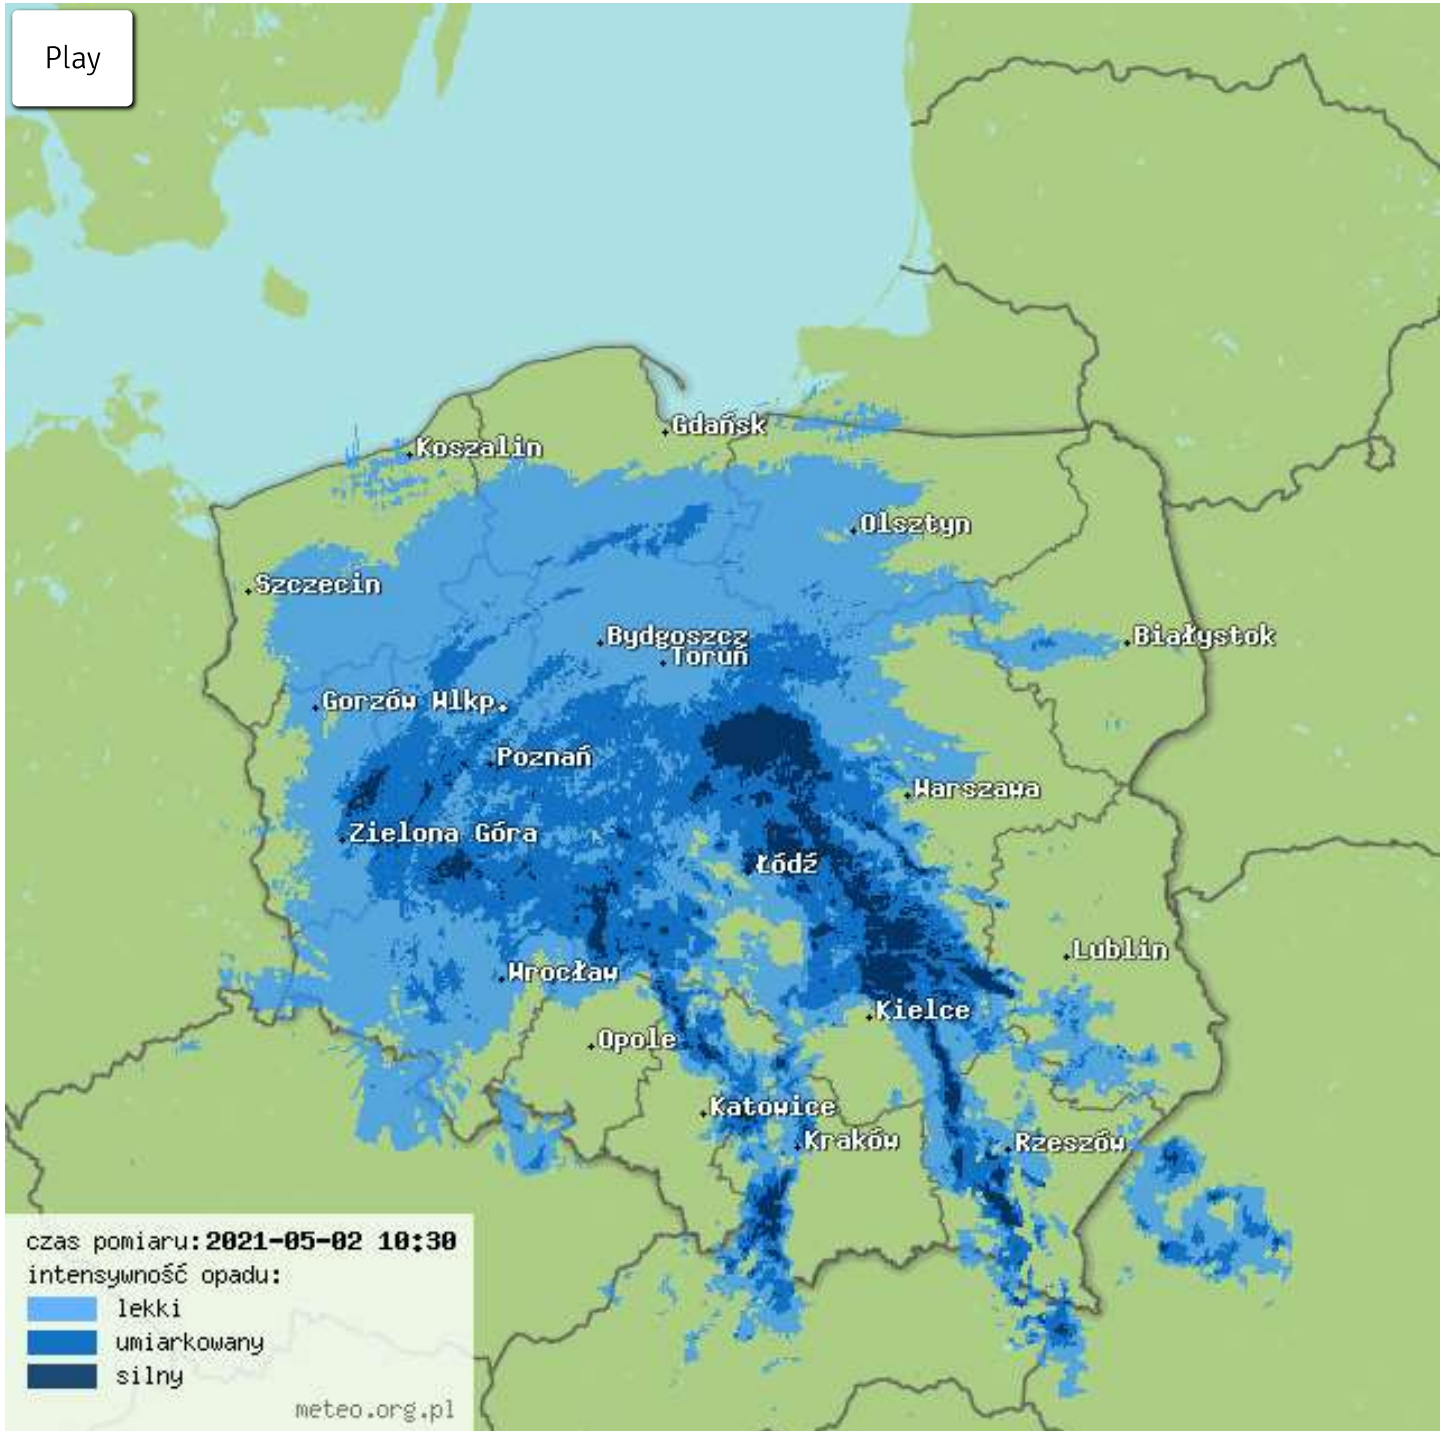 Play
Gdańsk
Koszalin
Olsztyn
Szczecin
Bydgoszcz
Białystok
Toruń
Gorzów Wlkp.
Poznań
Warszawa
Zielona Góra
Łódź
Lublin
Wrocław
Kielce
Opole
Katowice
Kraków
Rzeszów
czas pomiaru: 2021-05-02 10:30
intensywność opadu:
lekki
umiarkowany
silny
meteo.org.pl